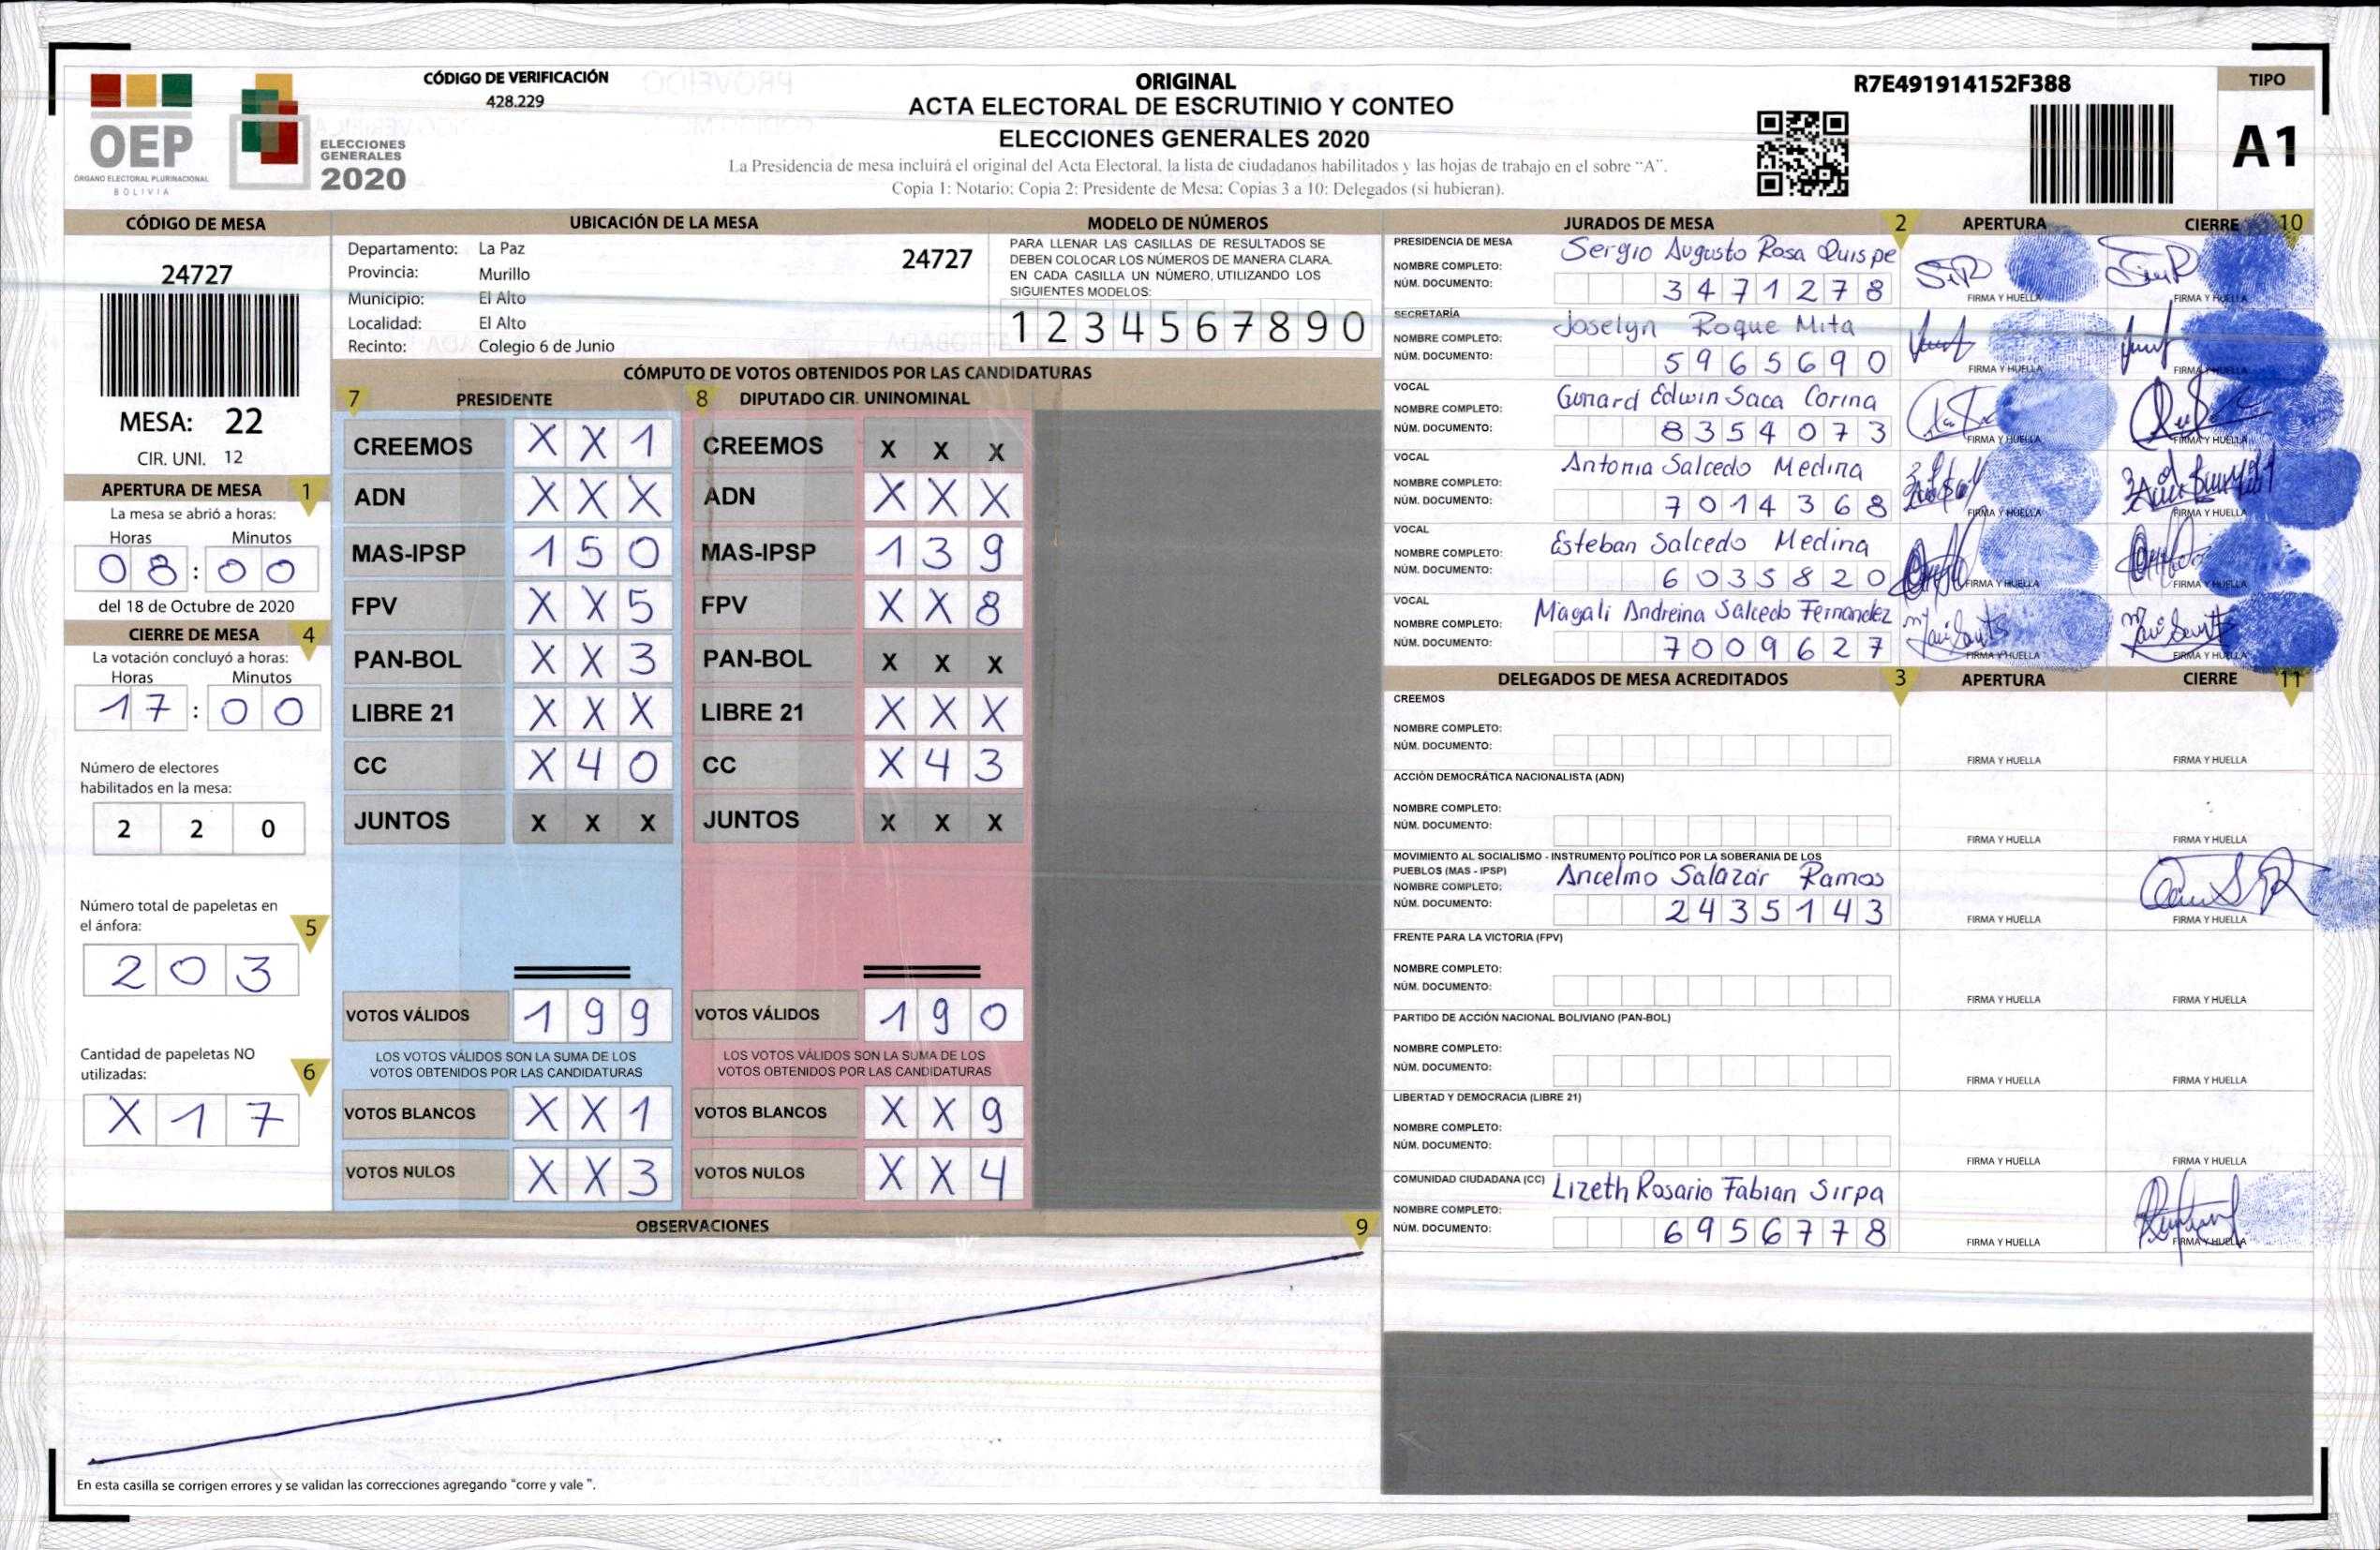 OEP
ÓRGANO ELECTORAL PLURINACIONAL
BOLIVIA
ELECCIONES
GENERALES
2020
CÓDIGO DE VERIFICACIÓN
428.229
ORIGINAL
ACTA ELECTORAL DE ESCRUTINIO Y CONTEO
ELECCIONES GENERALES 2020
La Presidencia de mesa incluirá el original del Acta Electoral, la lista de ciudadanos habilitados y las hojas de trabajo en el sobre "A".
Copia 1: Notario; Copia 2: Presidente de Mesa; Copias 3 a 10: Delegados (si hubieran).
R7E491914152F388
TIPO
A1
CÓDIGO DE MESA
24727
MESA: 22
CIR. UNI. 12
APERTURA DE MESA 1
La mesa se abrió a horas:
Horas Minutos
08:00
del 18 de Octubre de 2020
CIERRE DE MESA 4
La votación concluyó a horas:
Horas Minutos
17:00
Número de electores
habilitados en la mesa:
2 2 0
Número total de papeletas en
el ánfora: 5
2 0 3
Cantidad de papeletas NO
utilizadas: 6
X 1 7
UBICACIÓN DE LA MESA
Departamento: La Paz 24727
Provincia: Murillo
Municipio: El Alto
Localidad: El Alto
Recinto: Colegio 6 de Junio
MODELO DE NÚMEROS
PARA LLENAR LAS CASILLAS DE RESULTADOS SE
DEBEN COLOCAR LOS NÚMEROS DE MANERA CLARA.
EN CADA CASILLA UN NÚMERO, UTILIZANDO LOS
SIGUIENTES MODELOS:
1 2 3 4 5 6 7 8 9 0
CÓMPUTO DE VOTOS OBTENIDOS POR LAS CANDIDATURAS
7 PRESIDENTE 8 DIPUTADO CIR. UNINOMINAL
CREEMOS X X 1 CREEMOS X X X
ADN X X X ADN X X X
MAS-IPSP 1 5 0 MAS-IPSP 1 3 9
FPV X X 5 FPV X X 8
PAN-BOL X X 3 PAN-BOL X X X
LIBRE 21 X X X LIBRE 21 X X X
CC X 4 0 CC X 4 3
JUNTOS X X X JUNTOS X X X
VOTOS VÁLIDOS 1 9 9 VOTOS VÁLIDOS 1 9 0
LOS VOTOS VÁLIDOS SON LA SUMA DE LOS LOS VOTOS VÁLIDOS SON LA SUMA DE LOS
VOTOS OBTENIDOS POR LAS CANDIDATURAS VOTOS OBTENIDOS POR LAS CANDIDATURAS
VOTOS BLANCOS X X 1 VOTOS BLANCOS X X 9
VOTOS NULOS X X 3 VOTOS NULOS X X 4
OBSERVACIONES 9
En esta casilla se corrigen errores y se validan las correcciones agregando "corre y vale ".
JURADOS DE MESA 2 APERTURA CIERRE 10
PRESIDENCIA DE MESA
NOMBRE COMPLETO: Sergio Augusto Rosa Quispe
NÚM. DOCUMENTO: 3471278
FIRMA Y HUELLA FIRMA Y HUELLA
SECRETARÍA
NOMBRE COMPLETO: Joselyn Roque Mita
NÚM. DOCUMENTO: 5965690
FIRMA Y HUELLA FIRMA
VOCAL
NOMBRE COMPLETO: Gunard Edwin Saca Corina
NÚM. DOCUMENTO: 8354073
FIRMA Y HUELLA FIRMA Y HUELLA
VOCAL
NOMBRE COMPLETO: Antonia Salcedo Medina
NÚM. DOCUMENTO: 7014368
FIRMA Y HUELLA FIRMA Y HUELLA
VOCAL
NOMBRE COMPLETO: Esteban Salcedo Medina
NÚM. DOCUMENTO: 6035820
FIRMA Y HUELLA FIRMA Y HUELLA
VOCAL
NOMBRE COMPLETO: Magali Andreina Salcedo Fernandez
NÚM. DOCUMENTO: 7009627
FIRMA Y HUELLA FIRMA Y HUELLA
DELEGADOS DE MESA ACREDITADOS 3 APERTURA CIERRE 11
CREEMOS
NOMBRE COMPLETO:
NÚM. DOCUMENTO:
FIRMA Y HUELLA FIRMA Y HUELLA
ACCIÓN DEMOCRÁTICA NACIONALISTA (ADN)
NOMBRE COMPLETO:
NÚM. DOCUMENTO:
FIRMA Y HUELLA FIRMA Y HUELLA
MOVIMIENTO AL SOCIALISMO - INSTRUMENTO POLÍTICO POR LA SOBERANIA DE LOS
PUEBLOS (MAS - IPSP)
NOMBRE COMPLETO: Ancelmo Salazar Ramos
NÚM. DOCUMENTO: 2435143
FIRMA Y HUELLA FIRMA Y HUELLA
FRENTE PARA LA VICTORIA (FPV)
NOMBRE COMPLETO:
NÚM. DOCUMENTO:
FIRMA Y HUELLA FIRMA Y HUELLA
PARTIDO DE ACCIÓN NACIONAL BOLIVIANO (PAN-BOL)
NOMBRE COMPLETO:
NÚM. DOCUMENTO:
FIRMA Y HUELLA FIRMA Y HUELLA
LIBERTAD Y DEMOCRACIA (LIBRE 21)
NOMBRE COMPLETO:
NÚM. DOCUMENTO:
FIRMA Y HUELLA FIRMA Y HUELLA
COMUNIDAD CIUDADANA (CC)
NOMBRE COMPLETO: Lizeth Rosario Fabian Sirpa
NÚM. DOCUMENTO: 6956778
FIRMA Y HUELLA FIRMA Y HUELLA